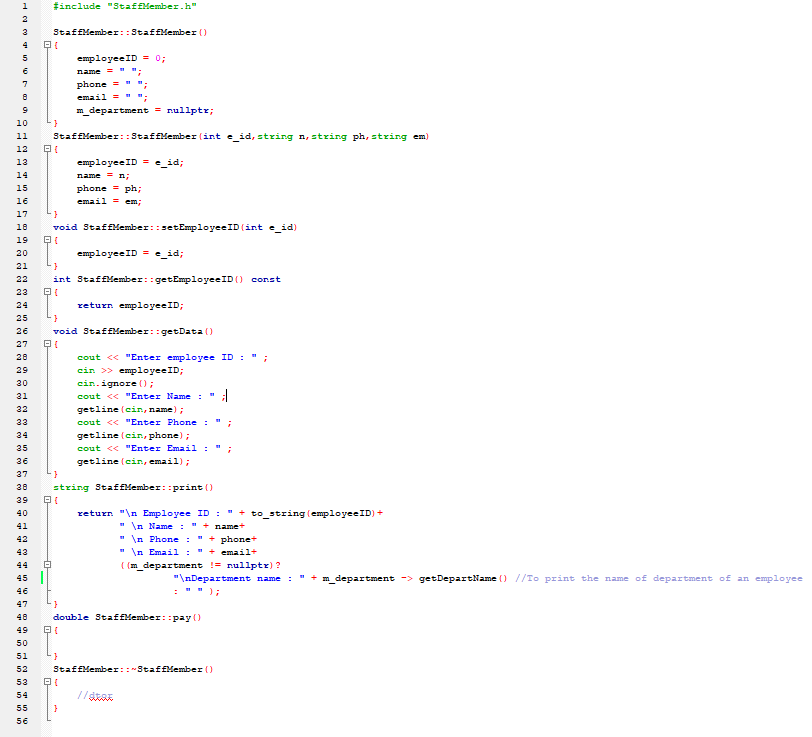 1 #include "StaffMember.h"
2
3 StaffMember::StaffMember()
4 {
5 employeeID = 0;
6 name = " ";
7 phone = " ";
8 email = " ";
9 m_department = nullptr;
10 }
11 StaffMember::StaffMember(int e_id,string n,string ph,string em)
12 {
13 employeeID = e_id;
14 name = n;
15 phone = ph;
16 email = em;
17 }
18 void StaffMember::setEmployeeID(int e_id)
19 {
20 employeeID = e_id;
21 }
22 int StaffMember::getEmployeeID() const
23 {
24 return employeeID;
25 }
26 void StaffMember::getData()
27 {
28 cout << "Enter employee ID : " ;
29 cin >> employeeID;
30 cin.ignore();
31 cout << "Enter Name : " ;
32 getline(cin,name);
33 cout << "Enter Phone : " ;
34 getline(cin,phone);
35 cout << "Enter Email : " ;
36 getline(cin,email);
37 }
38 string StaffMember::print()
39 {
40 return "\n Employee ID : " + to_string(employeeID)+
41 " \n Name : " + name+
42 " \n Phone : " + phone+
43 " \n Email : " + email+
44 ((m_department != nullptr)?
45 "\nDepartment name : " + m_department -> getDepartName() //To print the name of department of an employee
46 : " " );
47 }
48 double StaffMember::pay()
49 {
50
51 }
52 StaffMember::~StaffMember()
53 {
54 //dtor
55 }
56